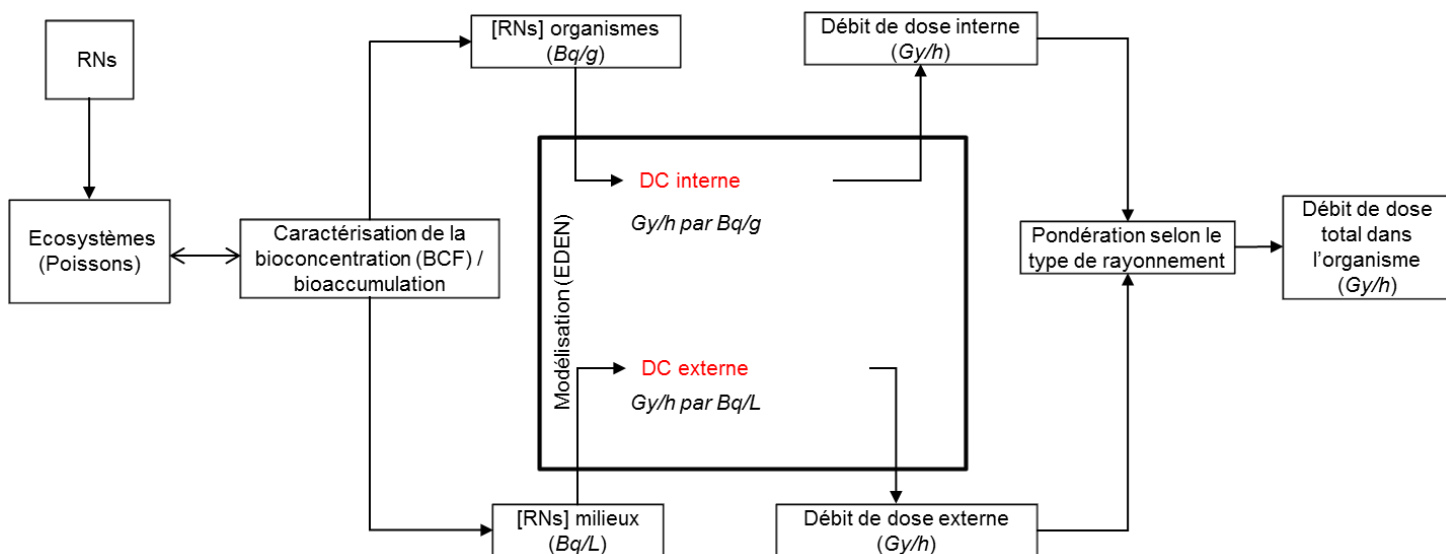 RNs
Ecosystèmes
(Poissons)
Caractérisation de la
bioconcentration (BCF) /
bioaccumulation
[RNs] organismes
(Bq/g)
[RNs] milieux
(Bq/L)
Modélisation (EDEN)
DC interne
Gy/h par Bq/g
DC externe
Gy/h par Bq/L
Débit de dose interne
(Gy/h)
Débit de dose externe
(Gy/h)
Pondération selon le
type de rayonnement
Débit de dose
total dans
l'organisme
(Gy/h)